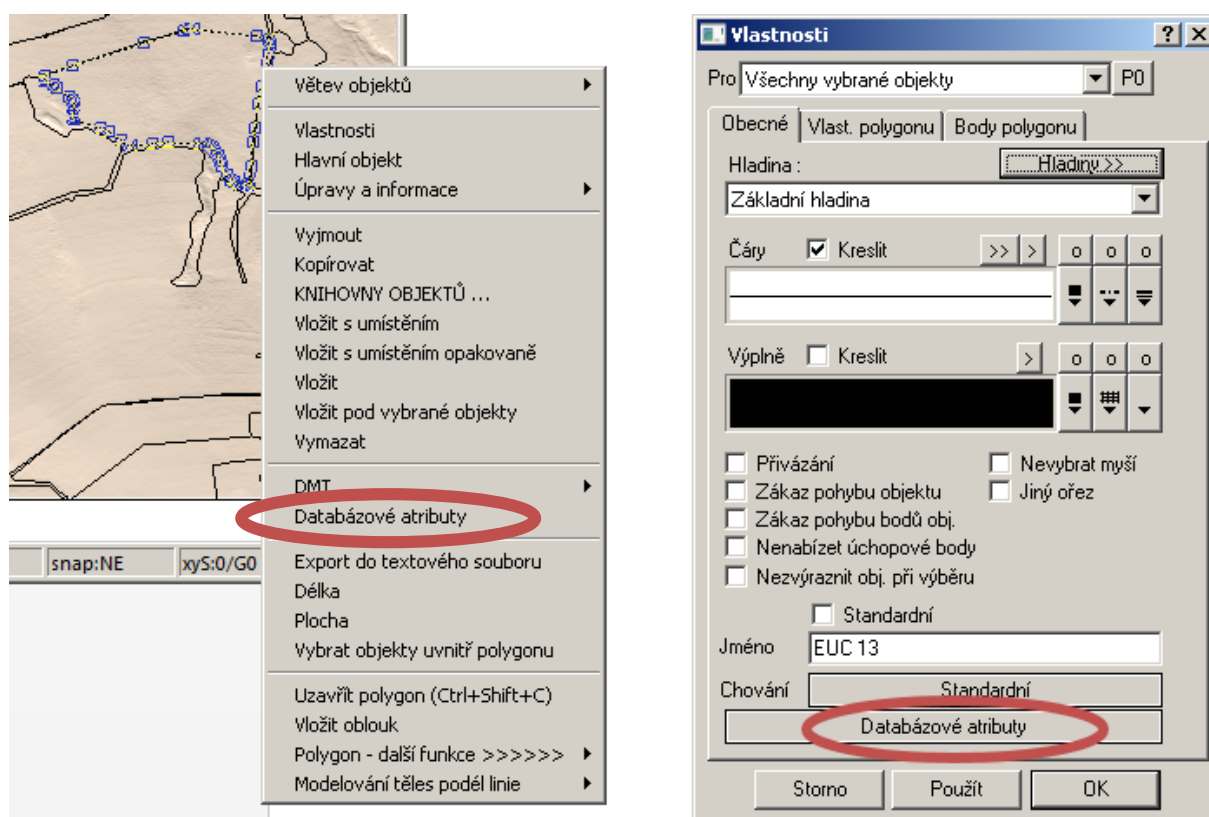 Větev objektů
Vlastnosti
Hlavní objekt
Úpravy a informace
Vyjmout
Kopírovat
KNIHOVNY OBJEKTŮ ...
Vložit s umístěním
Vložit s umístěním opakovaně
Vložit
Vložit pod vybrané objekty
Vymazat
DMT
Databázové atributy
Export do textového souboru
Délka
Plocha
Vybrat objekty uvnitř polygonu
Uzavřít polygon (Ctrl+Shift+C)
Vložit oblouk
Polygon - další funkce >>>>>>
Modelování těles podél linie
snap:NE xyS:0/G0
Vlastnosti ? X
Pro Všechny vybrané objekty P0
Obecné Vlast. polygonu Body polygonu
Hladina : Hladiny >>
Základní hladina
Čáry Kreslit >> > o o o
Výplně Kreslit > o o o
Přivázání Nevybrat myší
Zákaz pohybu objektu Jiný ořez
Zákaz pohybu bodů obj.
Nenabízet úchopové body
Nezvýraznit obj. při výběru
Standardní
Jméno EUC 13
Chování Standardní
Databázové atributy
Storno Použít OK